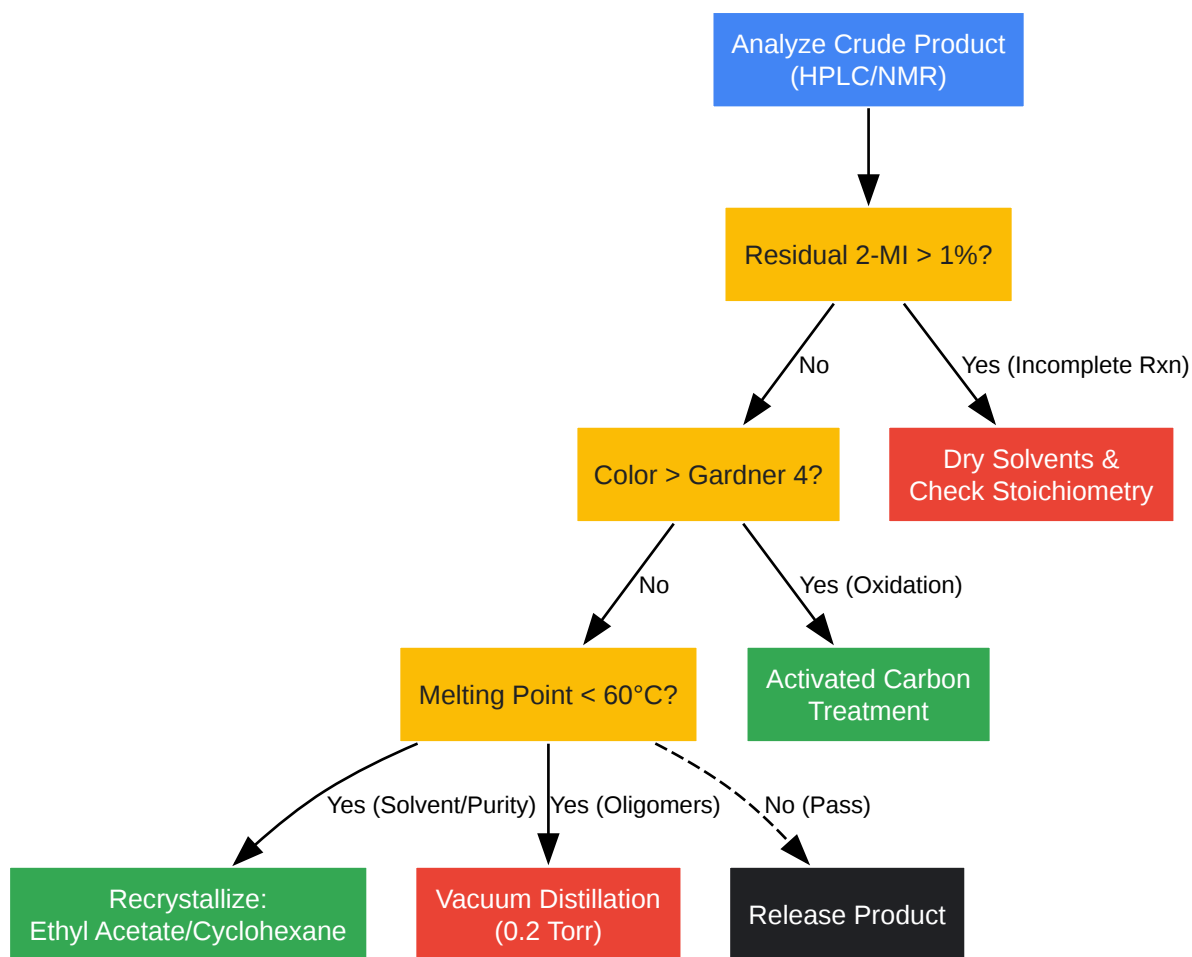 Analyze Crude Product
(HPLC/NMR)
Residual 2-MI > 1%?
No
Yes (Incomplete Rxn)
Color > Gardner 4?
Dry Solvents &
Check Stoichiometry
No
Yes (Oxidation)
Melting Point < 60°C?
Activated Carbon
Treatment
Yes (Solvent/Purity)
Yes (Oligomers)
No (Pass)
Recrystallize:
Ethyl Acetate/Cyclohexane
Vacuum Distillation
(0.2 Torr)
Release Product